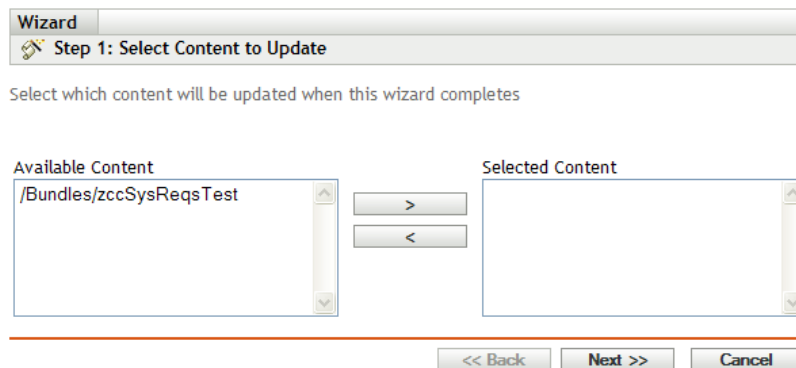 Wizard
Step 1: Select Content to Update
Select which content will be updated when this wizard completes
Available Content
Selected Content
/Bundles/zccSysReqsTest
>
<
<< Back
Next >>
Cancel